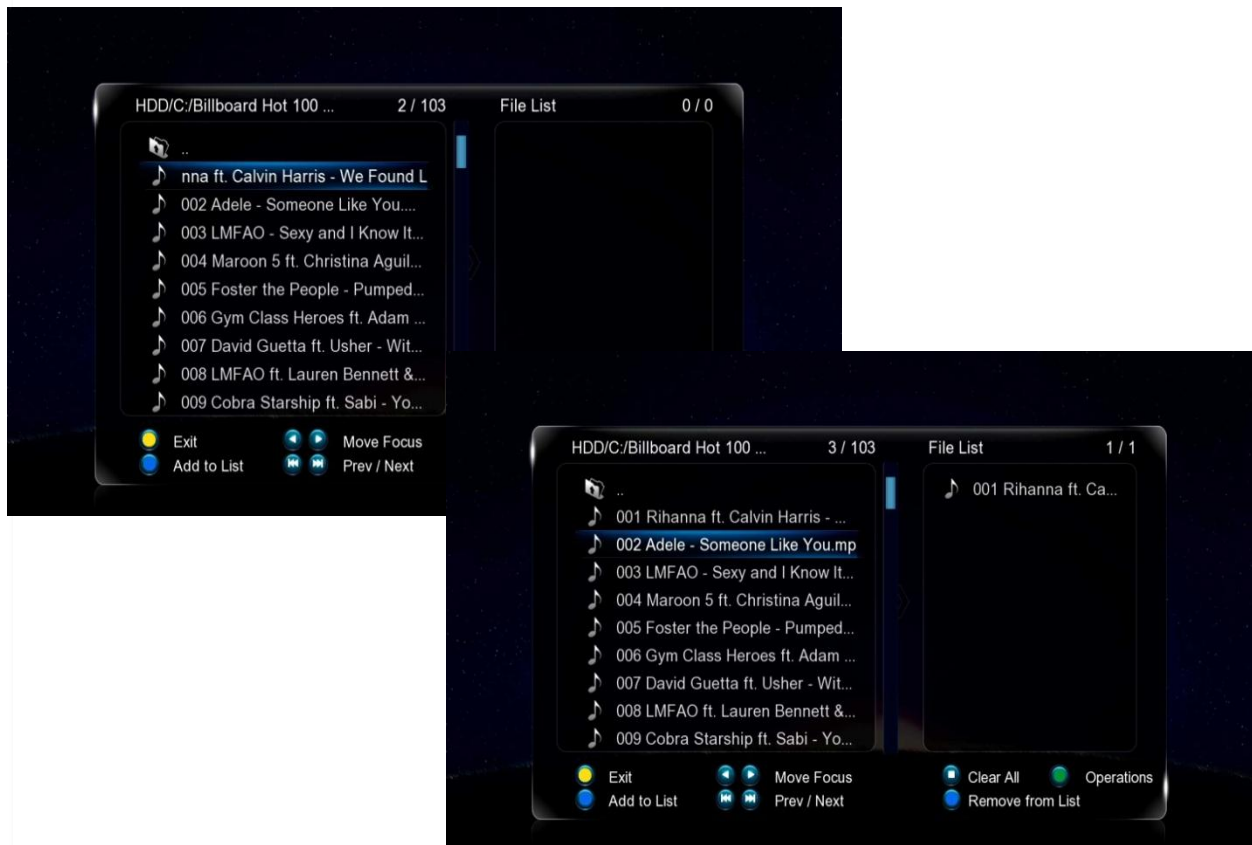 HDD/C:/Billboard Hot 100 ... 2 / 103 File List 0 / 0
..
nna ft. Calvin Harris - We Found L
002 Adele - Someone Like You....
003 LMFAO - Sexy and I Know It...
004 Maroon 5 ft. Christina Aguil...
005 Foster the People - Pumped...
006 Gym Class Heroes ft. Adam ...
007 David Guetta ft. Usher - Wit...
008 LMFAO ft. Lauren Bennett &...
009 Cobra Starship ft. Sabi - Yo...
Exit Move Focus
Add to List Prev / Next
HDD/C:/Billboard Hot 100 ... 3 / 103 File List 1 / 1
..
001 Rihanna ft. Ca...
001 Rihanna ft. Calvin Harris - ...
002 Adele - Someone Like You.mp
003 LMFAO - Sexy and I Know It...
004 Maroon 5 ft. Christina Aguil...
005 Foster the People - Pumped...
006 Gym Class Heroes ft. Adam ...
007 David Guetta ft. Usher - Wit...
008 LMFAO ft. Lauren Bennett &...
009 Cobra Starship ft. Sabi - Yo...
Exit Move Focus Clear All Operations
Add to List Prev / Next Remove from List